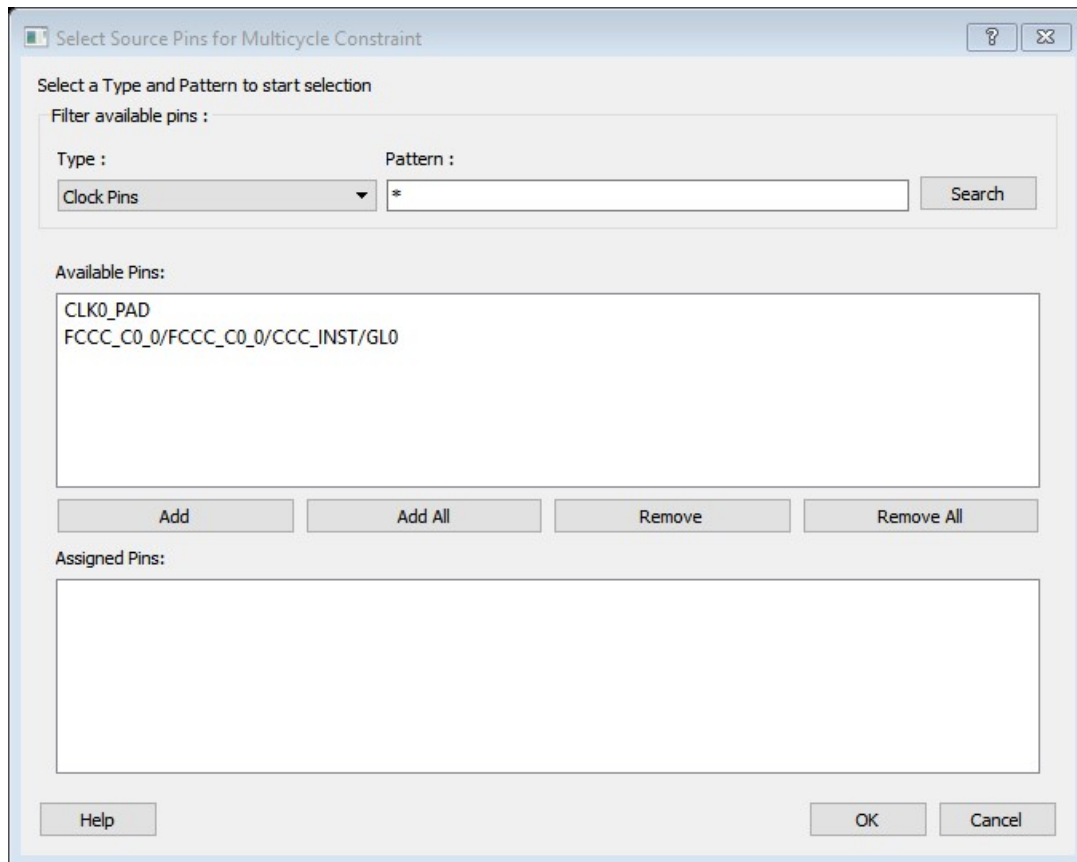 Select Source Pins for Multicycle Constraint
?
Select a Type and Pattern to start selection
Filter available pins :
Type : Pattern :
Clock Pins * Search
Available Pins:
CLK0_PAD
FCCC_C0_0/FCCC_C0_0/CCC_INST/GL0
Add Add All Remove Remove All
Assigned Pins:
Help OK Cancel